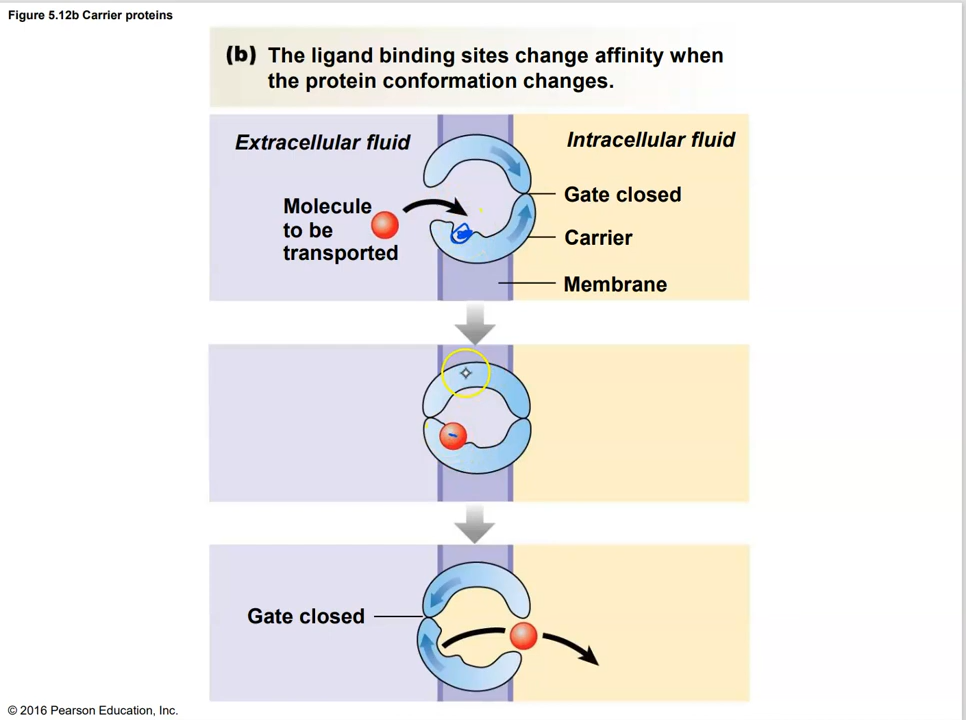 Figure 5.12b Carrier proteins
(b) The ligand binding sites change affinity when
the protein conformation changes.
Extracellular fluid
Intracellular fluid
Molecule
to be
transported
Gate closed
Carrier
Membrane
Gate closed
© 2016 Pearson Education, Inc.